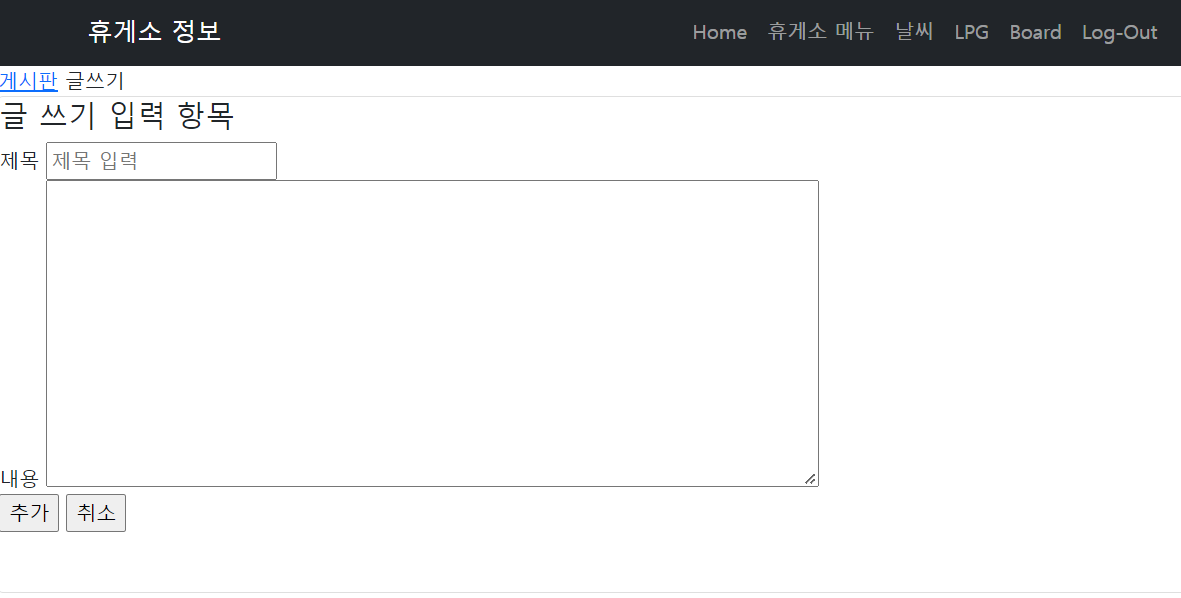 휴게소 정보 Home 휴게소 메뉴 날씨 LPG Board Log-Out
게시판 글쓰기
글 쓰기 입력 항목
제목 제목 입력
내용
추가 취소